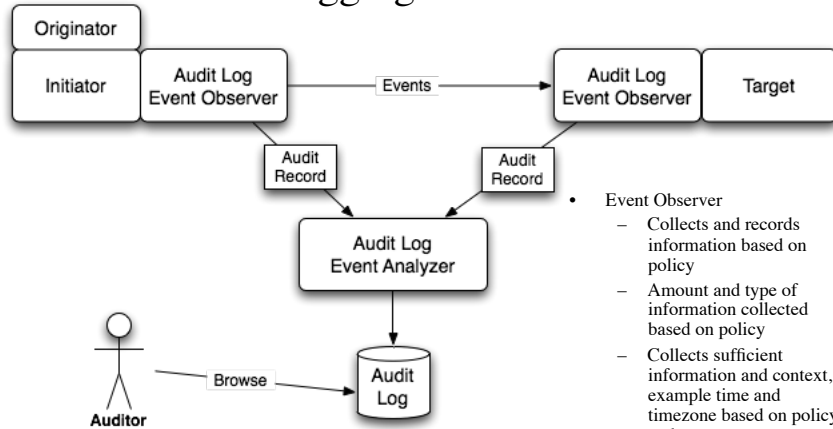 Originator
Initiator
Audit Log
Event Observer
Events
Audit Log
Event Observer
Target
Audit
Record
Audit
Record
Audit Log
Event Analyzer
Audit
Log
Browse
Auditor
• Event Observer
– Collects and records
information based on
policy
– Amount and type of
information collected
based on policy
– Collects sufficient
information and context,
example time and
timezone based on policy